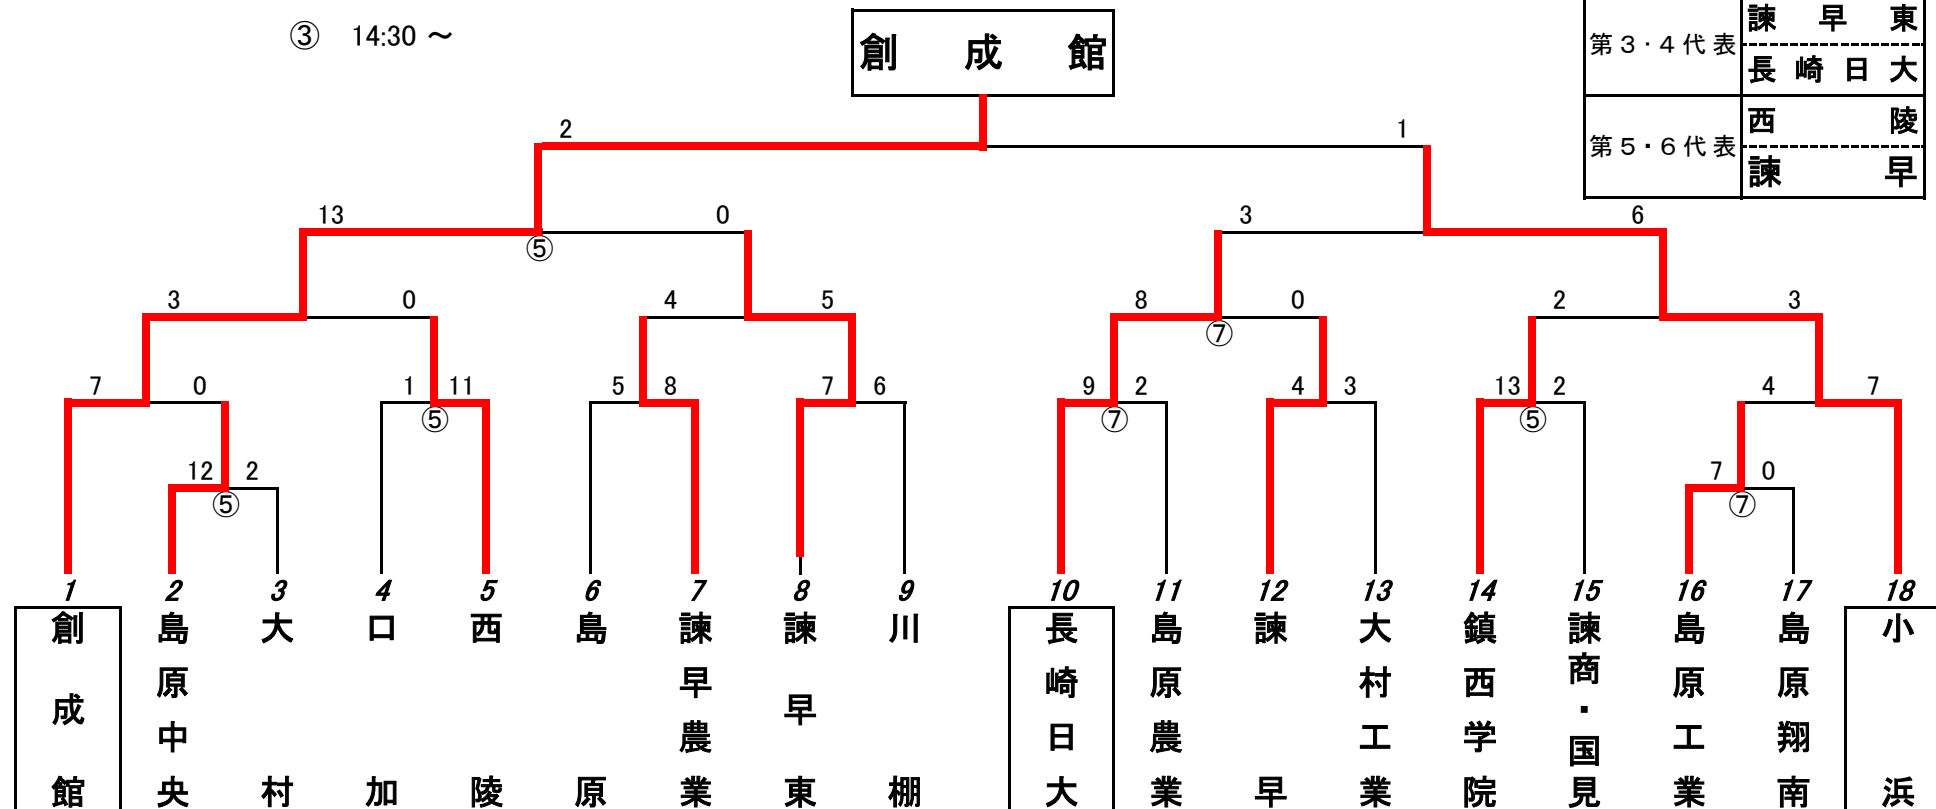 ③ 14:30 ～
創成館
第３・４代表
諫早東
長崎日大
第５・６代表
西陵
諫早
2 1
13 0 3 6
⑤
3 0 4 5 8 0 2 3
⑦
7 0 1 11 5 8 7 6 9 2 4 3 13 2 4 7
⑤ ⑦ ⑤
12 2 7 0
⑤ ⑦
1 2 3 4 5 6 7 8 9 10 11 12 13 14 15 16 17 18
創成館
島原中央
大村
口加
西陵
島原
諫早農業
諫早東
川棚
長崎日大
島原農業
諫早
大村工業
鎮西学院
諫商・国見
島原工業
島原翔南
小浜